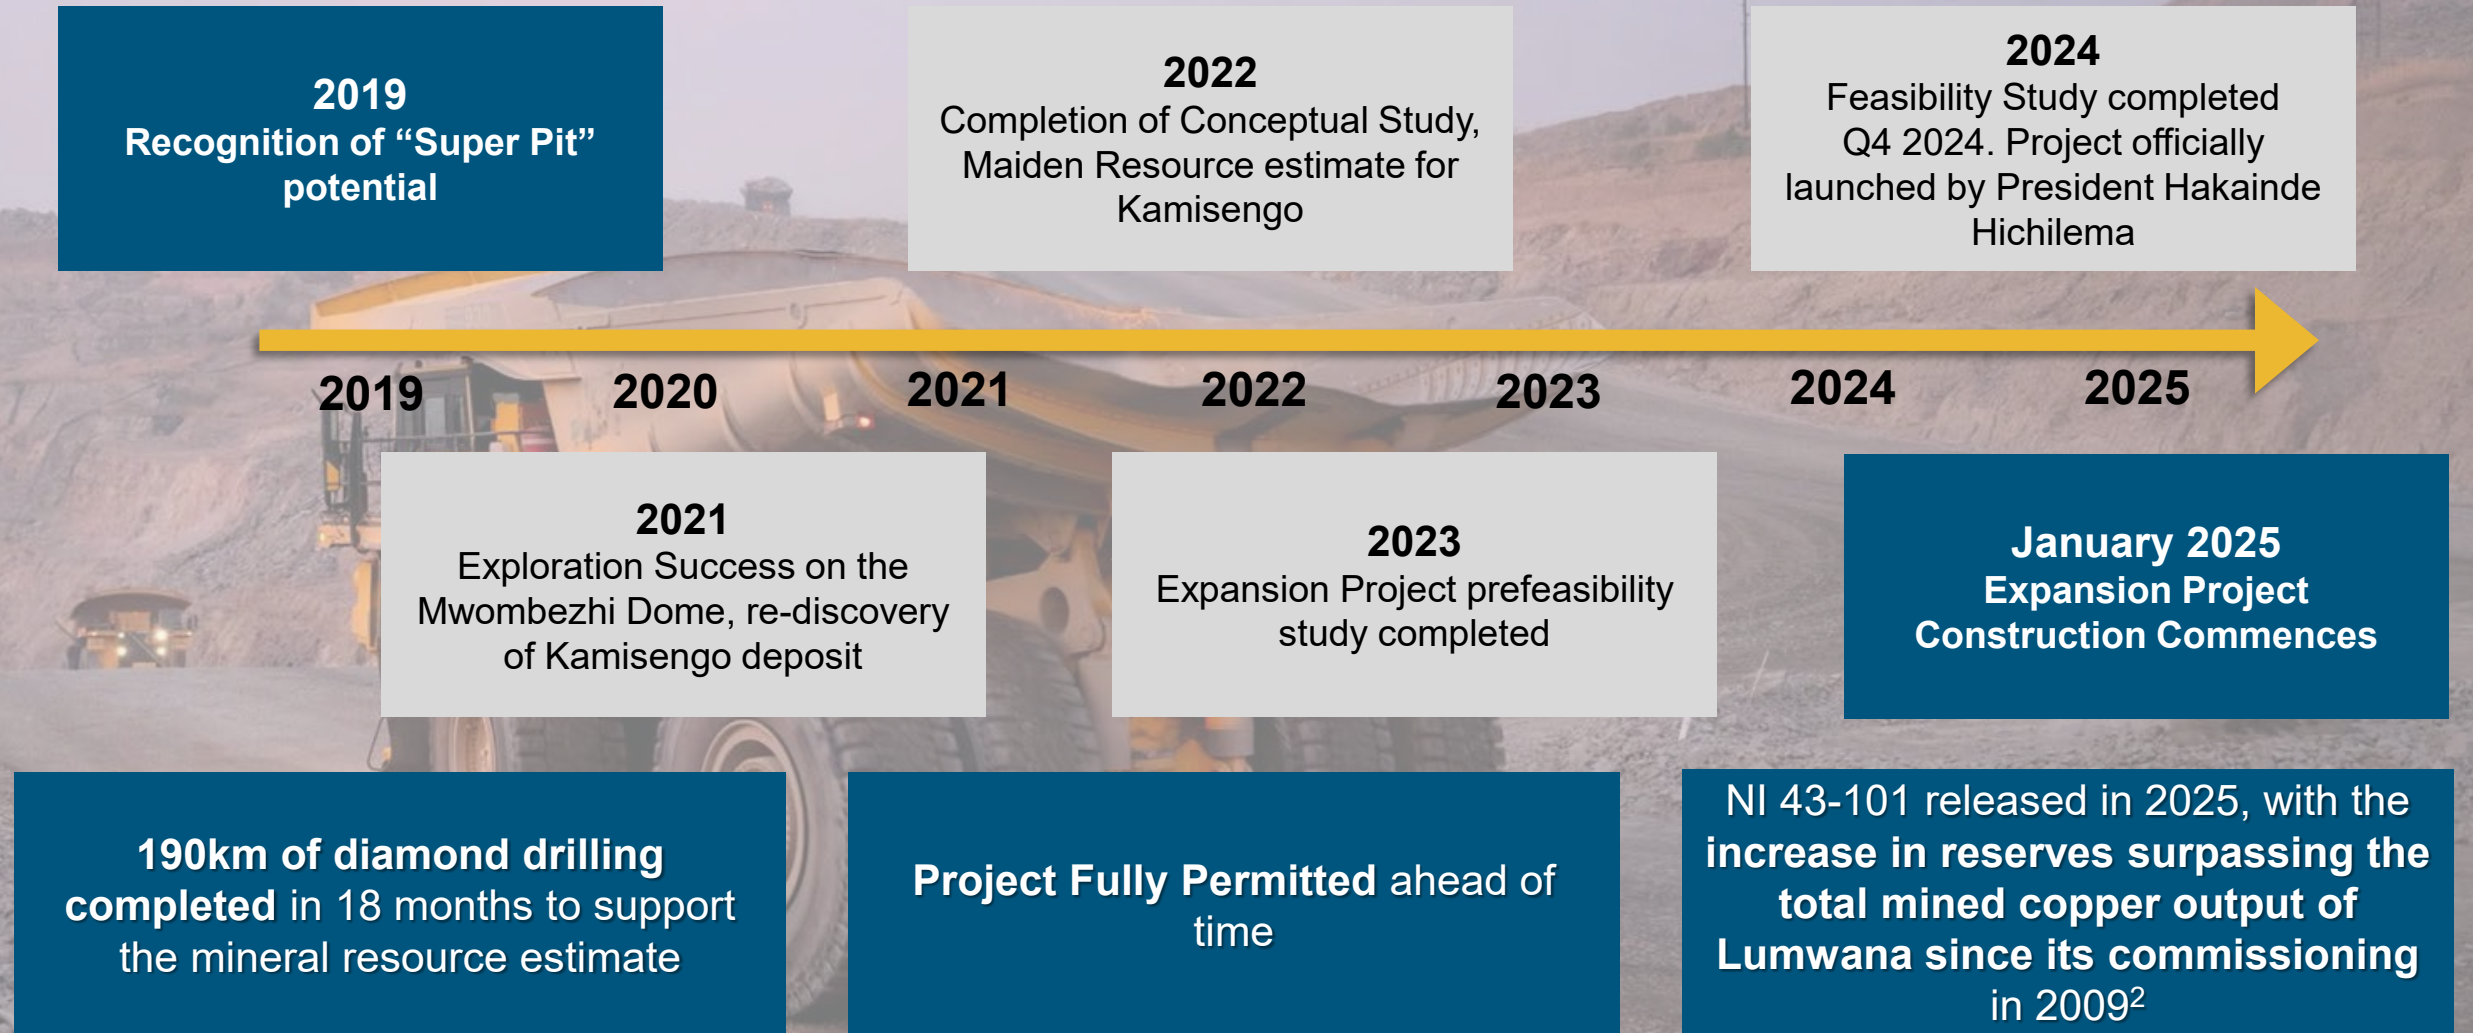 2019
Recognition of “Super Pit”
potential
2022
Completion of Conceptual Study,
Maiden Resource estimate for
Kamisengo
2024
Feasibility Study completed
Q4 2024. Project officially
launched by President Hakainde
Hichilema
2019 2020 2021 2022 2023 2024 2025
2021
Exploration Success on the
Mwombezhi Dome, re-discovery
of Kamisengo deposit
2023
Expansion Project prefeasibility
study completed
January 2025
Expansion Project
Construction Commences
190km of diamond drilling
completed in 18 months to support
the mineral resource estimate
Project Fully Permitted ahead of
time
NI 43-101 released in 2025, with the
increase in reserves surpassing the
total mined copper output of
Lumwana since its commissioning
in 2009²